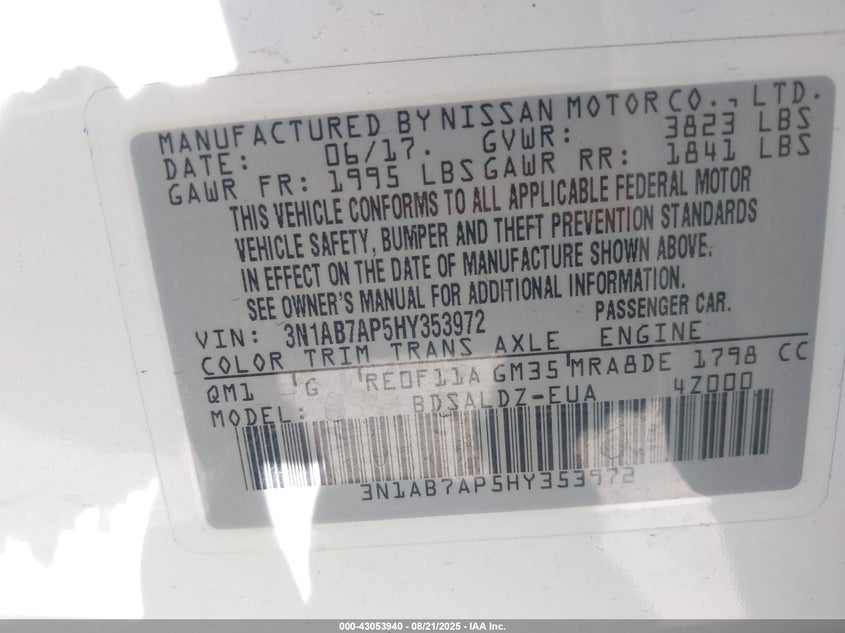 MANUFACTURED BY NISSAN MOTOR CO., LTD.
DATE: 06/17. GVWR: 3823 LBS
GAWR FR: 1995 LBS GAWR RR: 1841 LBS
THIS VEHICLE CONFORMS TO ALL APPLICABLE FEDERAL MOTOR
VEHICLE SAFETY, BUMPER AND THEFT PREVENTION STANDARDS
IN EFFECT ON THE DATE OF MANUFACTURE SHOWN ABOVE.
SEE OWNER'S MANUAL FOR ADDITIONAL INFORMATION.
VIN: 3N1AB7AP5HY353972 PASSENGER CAR.
COLOR TRIM TRANS AXLE ENGINE
QM1 G RE0F11A GM35 MRA8DE 1798 CC
MODEL: BDSALDZ-EUA 4Z000
3N1AB7AP5HY353972
000-43053940 - 08/21/2025 - IAA Inc.